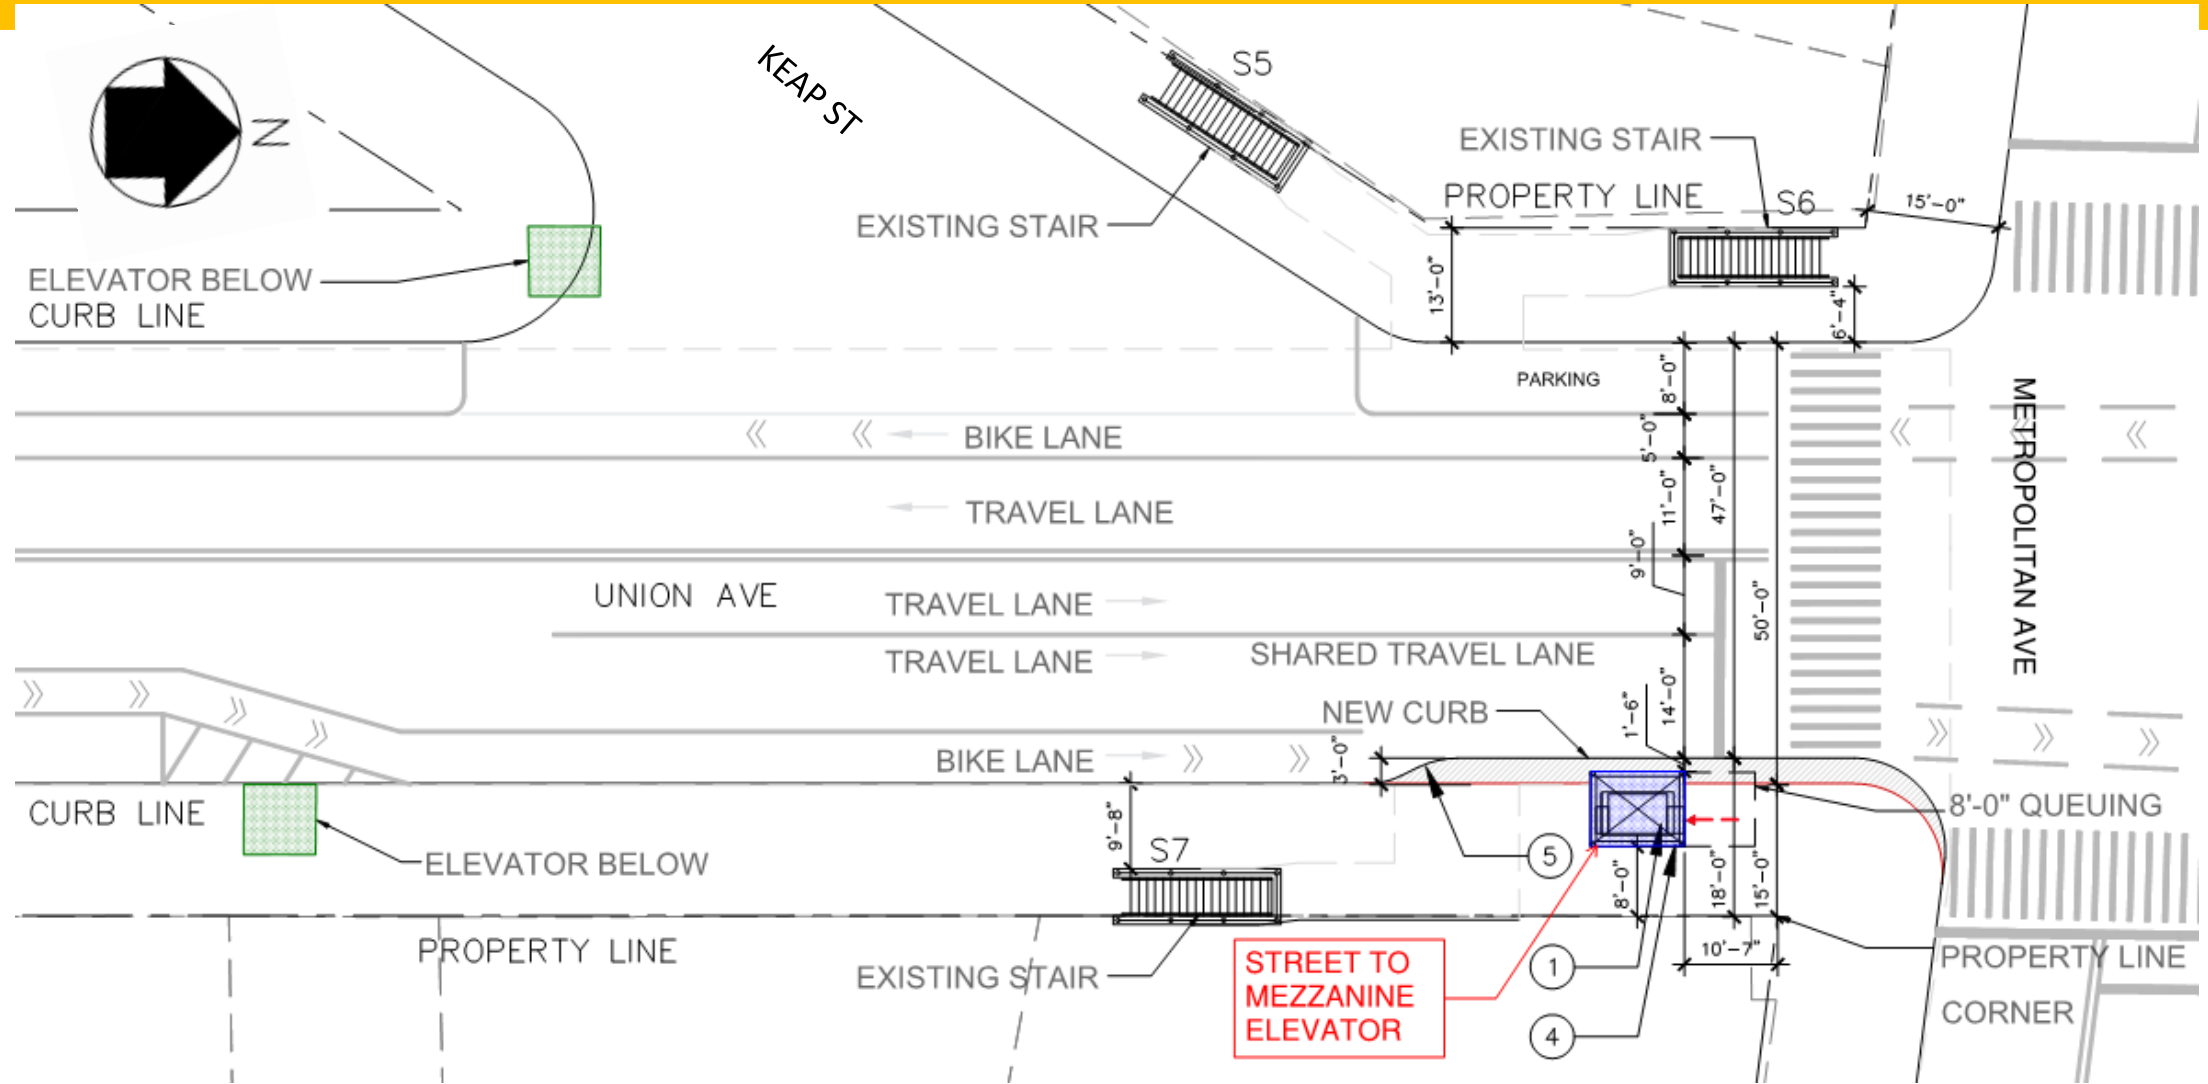 KEAP ST
S5
N
EXISTING STAIR
PROPERTY LINE
S6
15'-0"
EXISTING STAIR
ELEVATOR BELOW
CURB LINE
13'-0"
6'-4"
PARKING
8'-0"
BIKE LANE
5'-0"
METROPOLITAN AVE
TRAVEL LANE
11'-0"
47'-0"
9'-0"
UNION AVE
TRAVEL LANE
50'-0"
TRAVEL LANE
SHARED TRAVEL LANE
NEW CURB
1'-6"
14'-0"
BIKE LANE
3'-0"
CURB LINE
8'-0" QUEUING
9'-8"
S7
5
ELEVATOR BELOW
8'-0"
18'-0"
15'-0"
PROPERTY LINE
EXISTING STAIR
STREET TO
MEZZANINE
ELEVATOR
1
4
10'-7"
PROPERTY LINE
CORNER